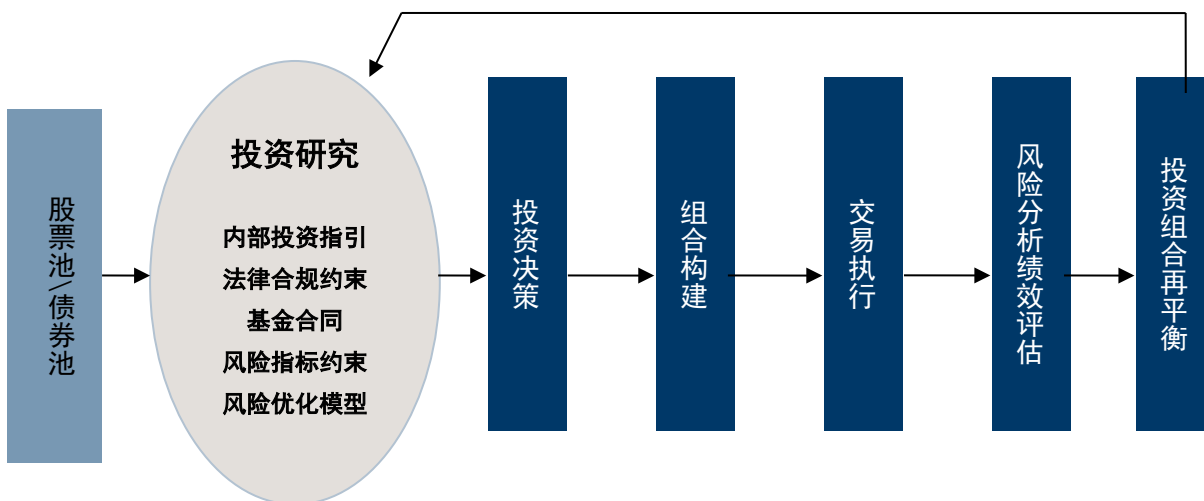 股票池\债券池
投资研究
内部投资指引
法律合规约束
基金合同
风险指标约束
风险优化模型
投资决策
组合构建
交易执行
风险分析绩效评估
投资组合再平衡